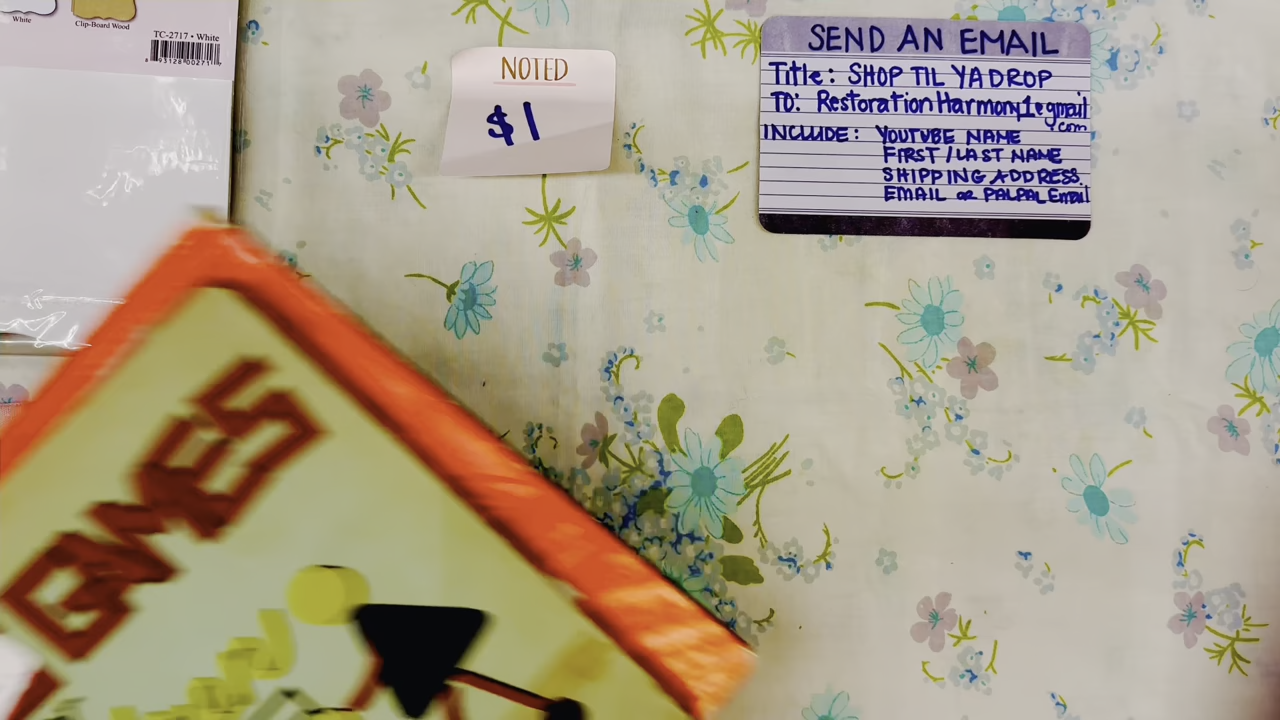 White
Clip-Board Wood
TC-2717 • White
NOTED
$1
SEND AN EMAIL
Title: SHOP TIL YA DROP
TO: RestorationHarmony1@gmail
.com
INCLUDE: YOUTUBE NAME
FIRST/LAST NAME
SHIPPING ADDRESS
EMAIL OR PALPAL Email
GAMES